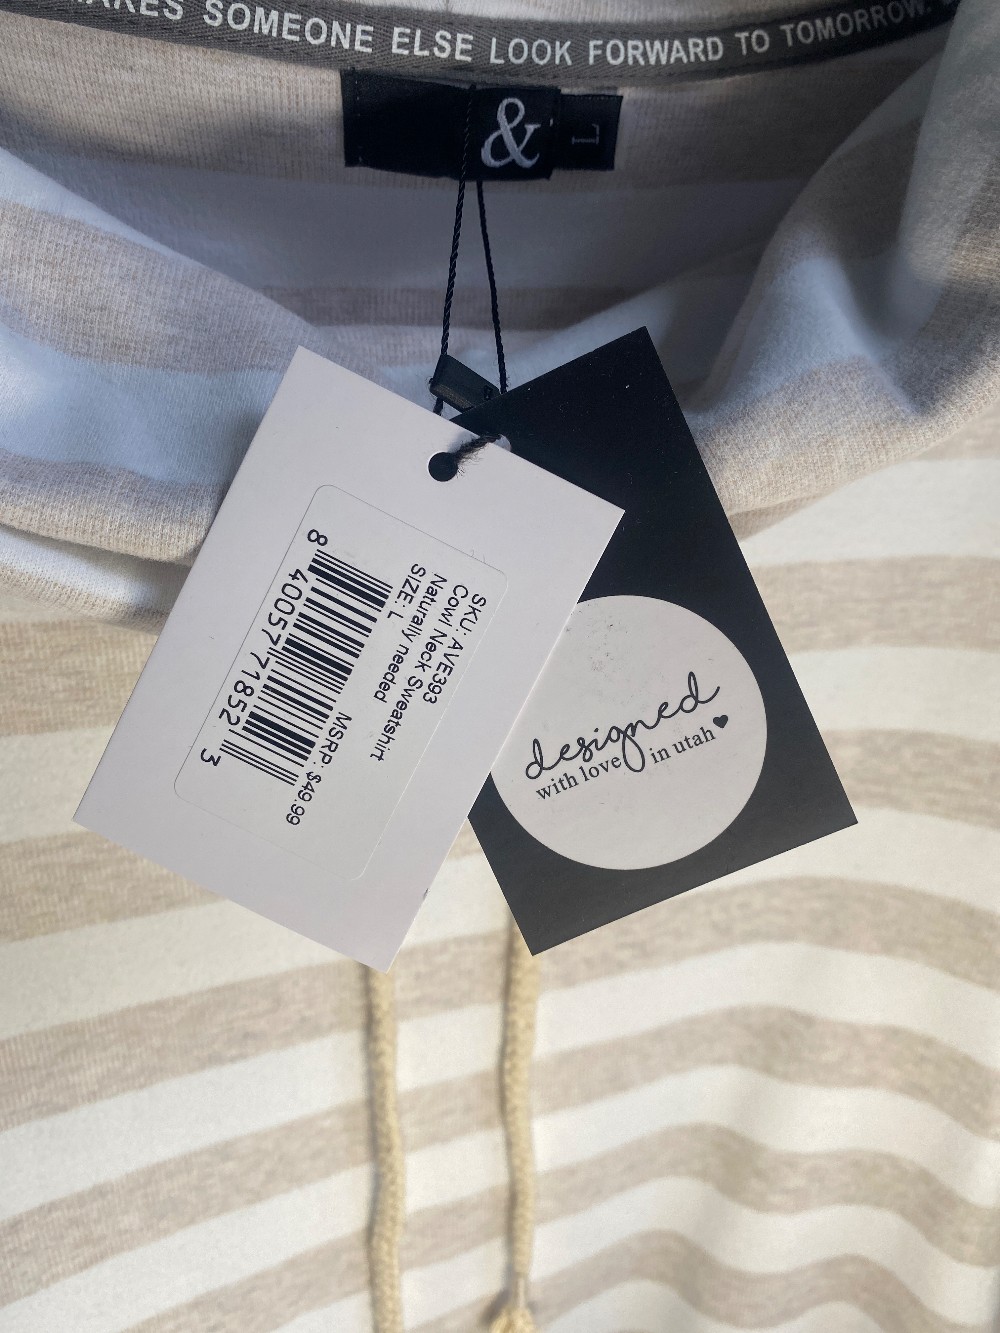 SOMEONE ELSE LOOK FORWARD TO TOMORROW.
&
L
SKU: AVE393
Cowl Neck Sweatshirt
Naturally needed
SIZE: L
8 40057 71852 3
MSRP: $49.99
designed
with love in utah